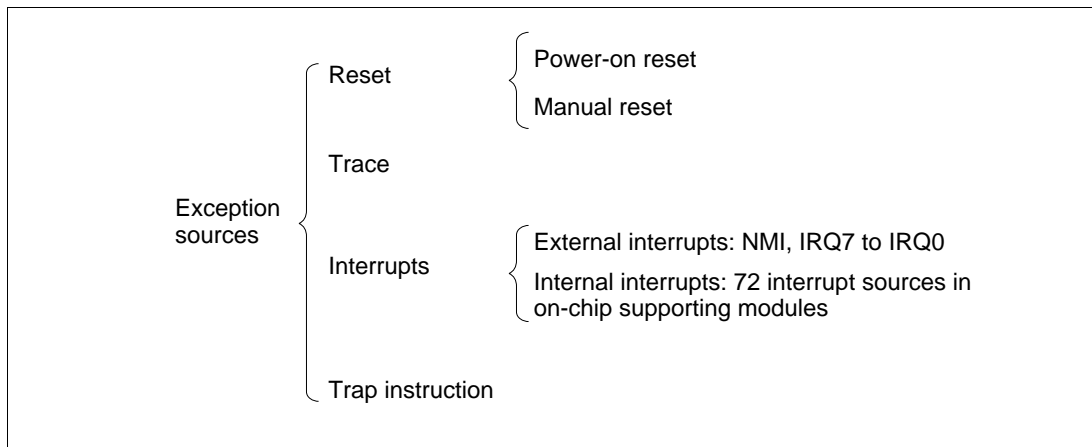 Exception
sources
Reset
Power-on reset
Manual reset
Trace
Interrupts
External interrupts: NMI, IRQ7 to IRQ0
Internal interrupts: 72 interrupt sources in
on-chip supporting modules
Trap instruction